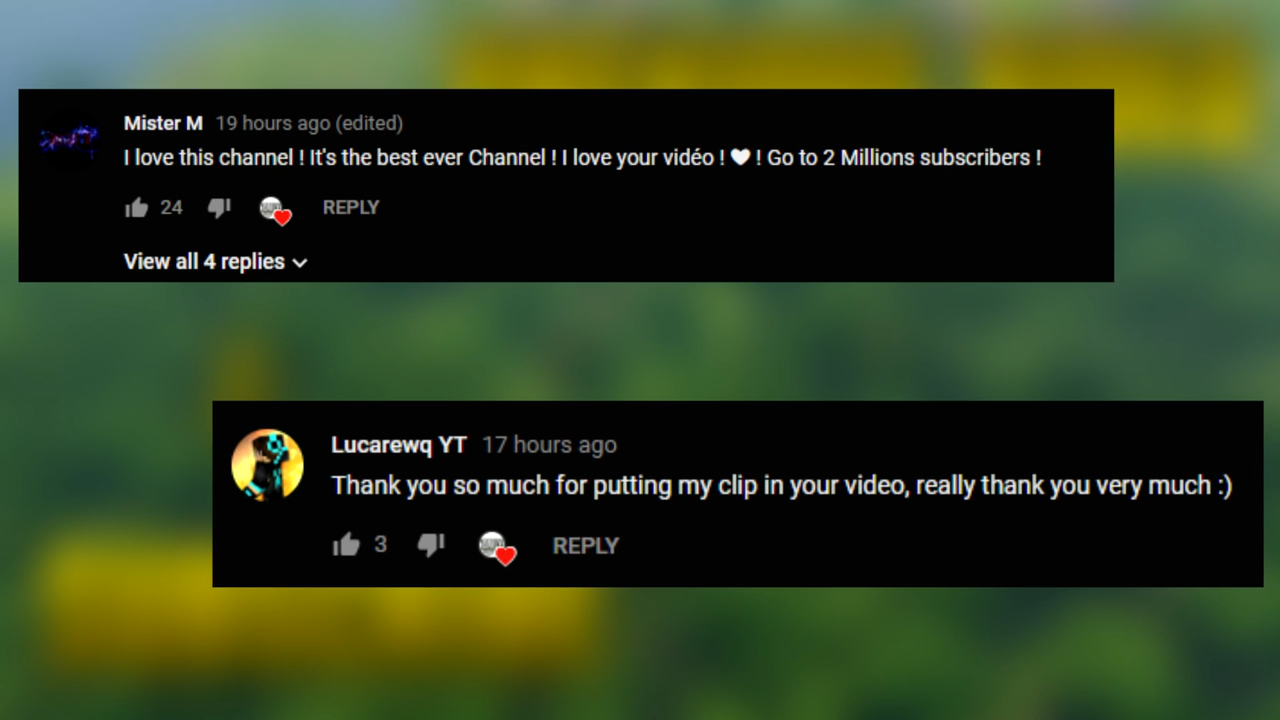 Mister M 19 hours ago (edited)
I love this channel ! It's the best ever Channel ! I love your vidéo ! 🤍 ! Go to 2 Millions subscribers !
24 REPLY
View all 4 replies
Lucarewq YT 17 hours ago
Thank you so much for putting my clip in your video, really thank you very much :)
3 REPLY